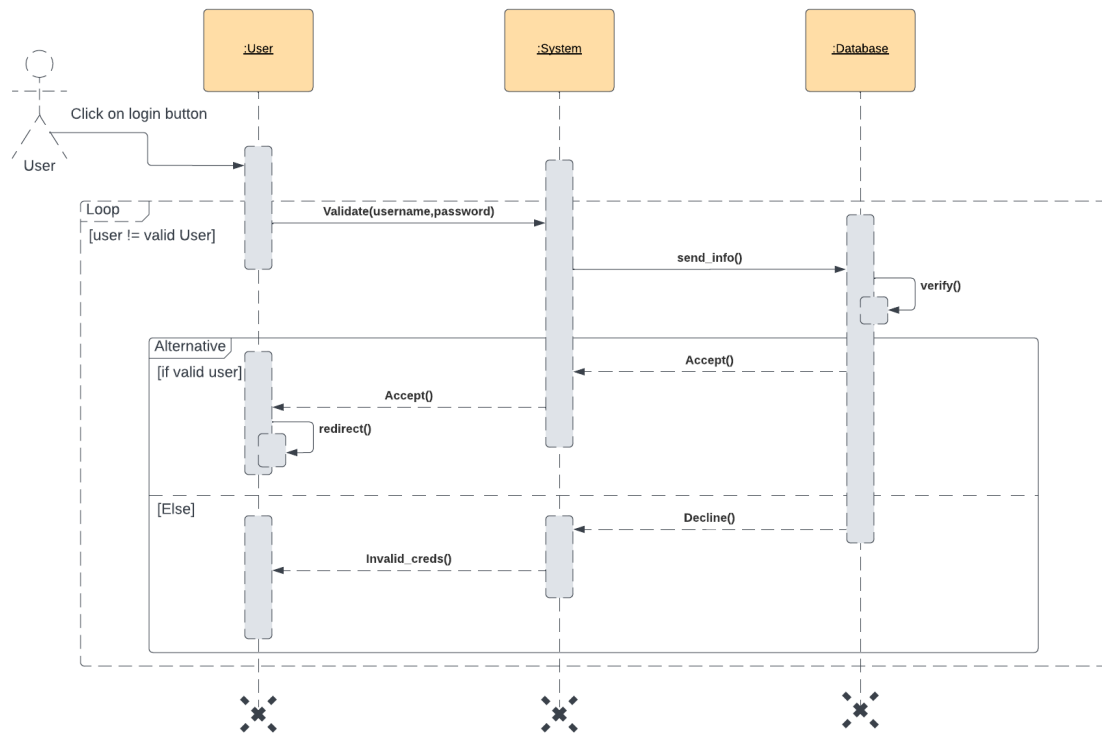 :User
:System
:Database
Click on login button
User
Loop
Validate(username,password)
[user != valid User]
send_info()
verify()
Alternative
[if valid user]
Accept()
Accept()
redirect()
[Else]
Decline()
Invalid_creds()